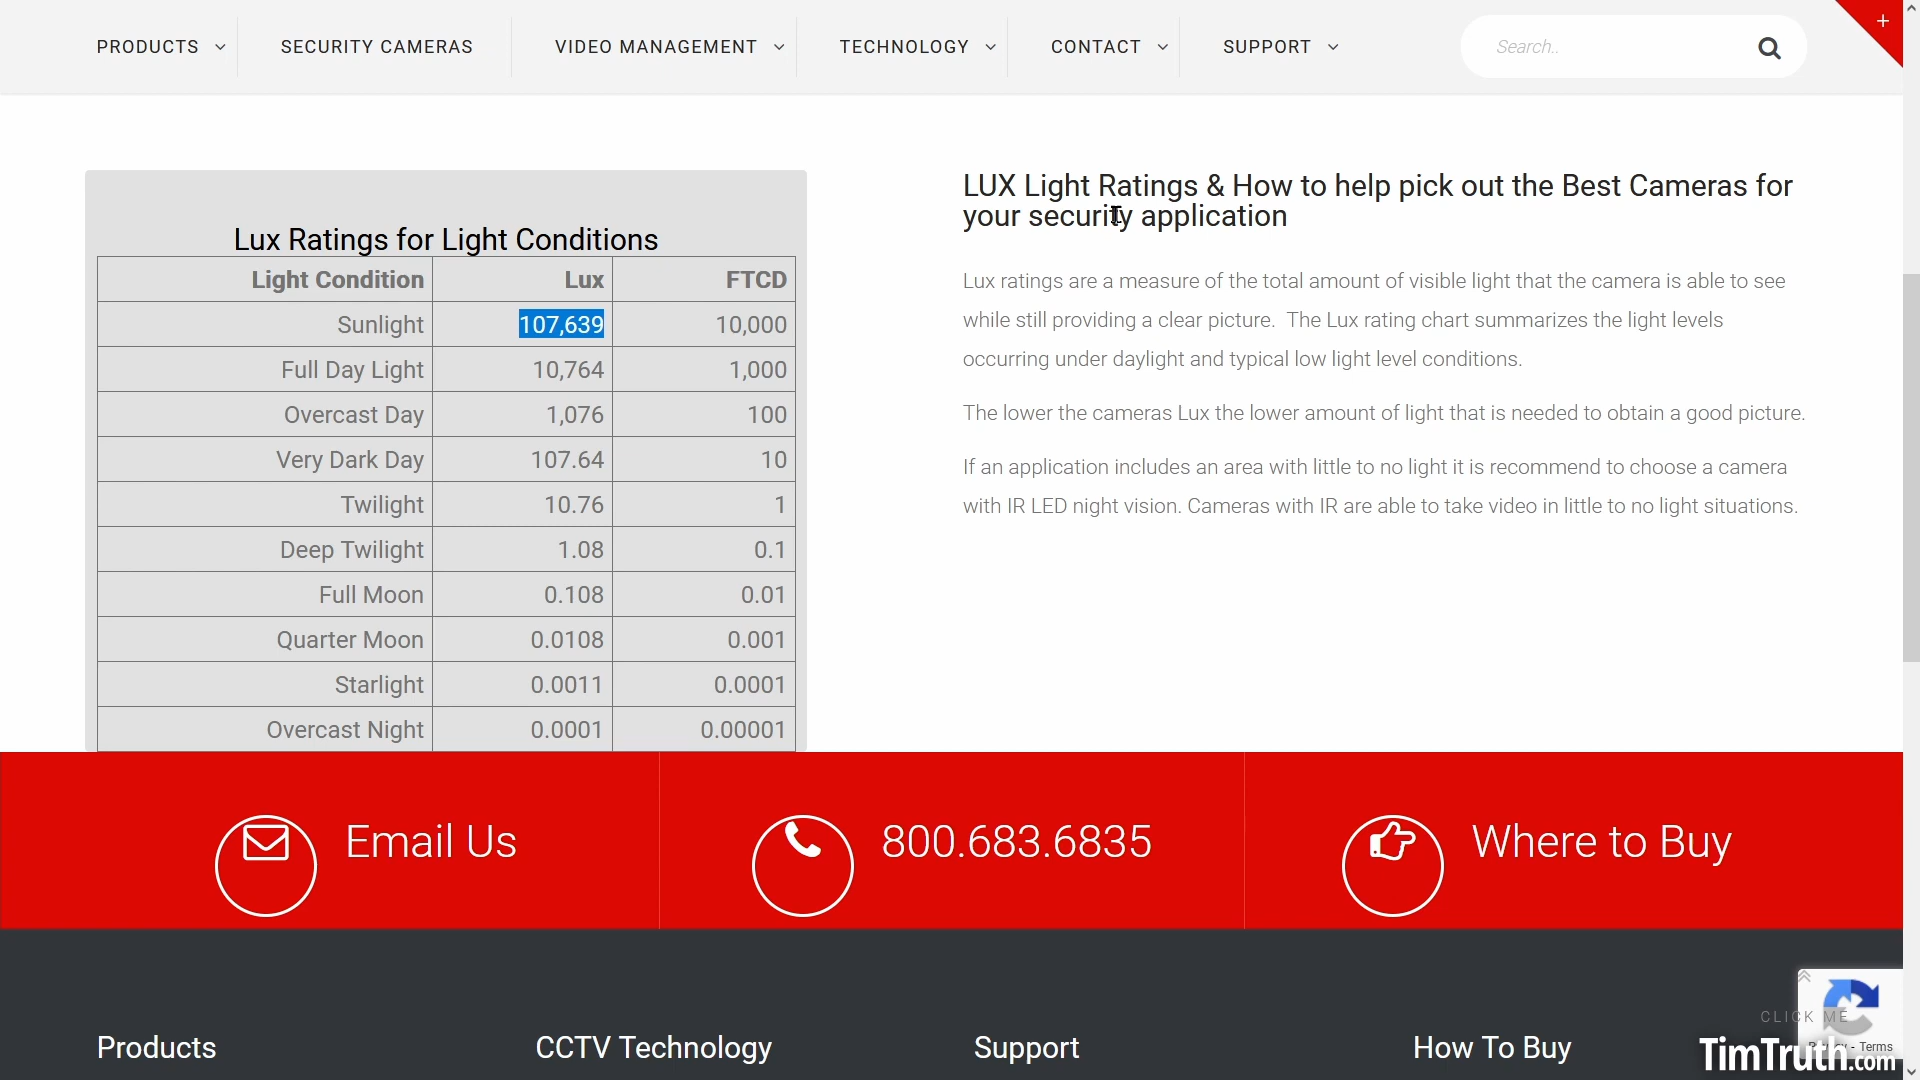 PRODUCTS SECURITY CAMERAS VIDEO MANAGEMENT TECHNOLOGY CONTACT SUPPORT Search.. +
Lux Ratings for Light Conditions
Light Condition Lux FTCD
Sunlight 107,639 10,000
Full Day Light 10,764 1,000
Overcast Day 1,076 100
Very Dark Day 107.64 10
Twilight 10.76 1
Deep Twilight 1.08 0.1
Full Moon 0.108 0.01
Quarter Moon 0.0108 0.001
Starlight 0.0011 0.0001
Overcast Night 0.0001 0.00001
LUX Light Ratings & How to help pick out the Best Cameras for
your security application
Lux ratings are a measure of the total amount of visible light that the camera is able to see
while still providing a clear picture. The Lux rating chart summarizes the light levels
occurring under daylight and typical low light level conditions.
The lower the cameras Lux the lower amount of light that is needed to obtain a good picture.
If an application includes an area with little to no light it is recommend to choose a camera
with IR LED night vision. Cameras with IR are able to take video in little to no light situations.
Email Us 800.683.6835 Where to Buy
CLICK ME
- Terms
Products CCTV Technology Support How To Buy
TimTruth.com